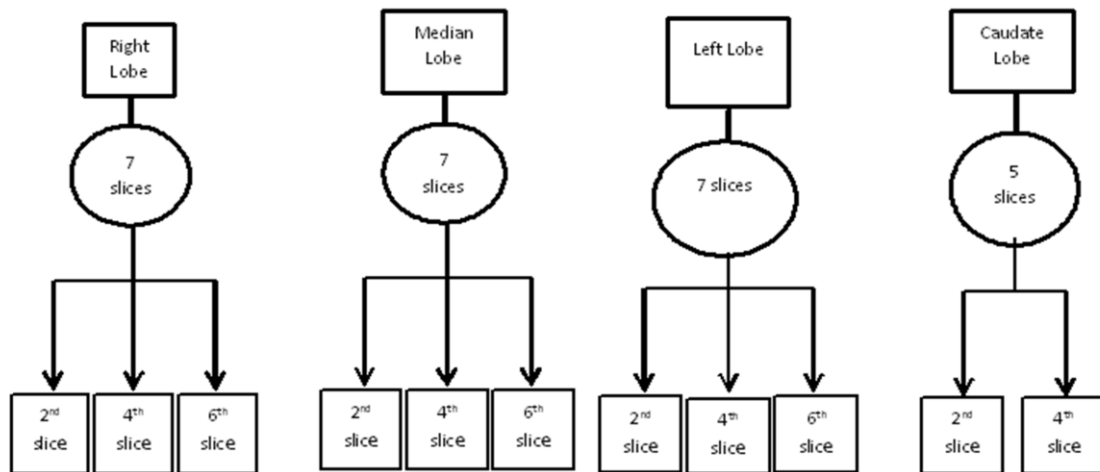 Right
Lobe
Median
Lobe
Left Lobe
Caudate
Lobe
7
slices
7
slices
7 slices
5
slices
2nd
slice
4th
slice
6th
slice
2nd
slice
4th
slice
6th
slice
2nd
slice
4th
slice
6th
slice
2nd
slice
4th
slice